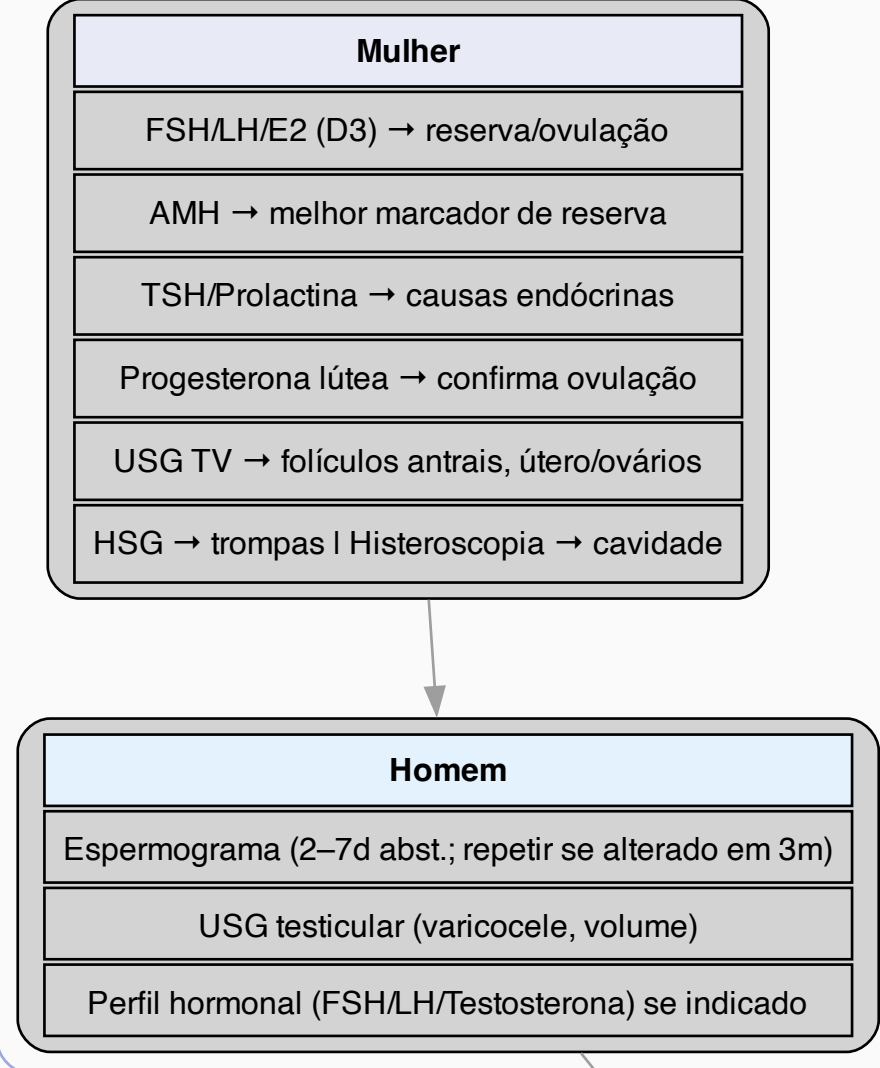 Mulher
FSH/LH/E2 (D3) → reserva/ovulação
AMH → melhor marcador de reserva
TSH/Prolactina → causas endócrinas
Progesterona lútea → confirma ovulação
USG TV → folículos antrais, útero/ovários
HSG → trompas | Histeroscopia → cavidade
Homem
Espermograma (2–7d abst.; repetir se alterado em 3m)
USG testicular (varicocele, volume)
Perfil hormonal (FSH/LH/Testosterona) se indicado